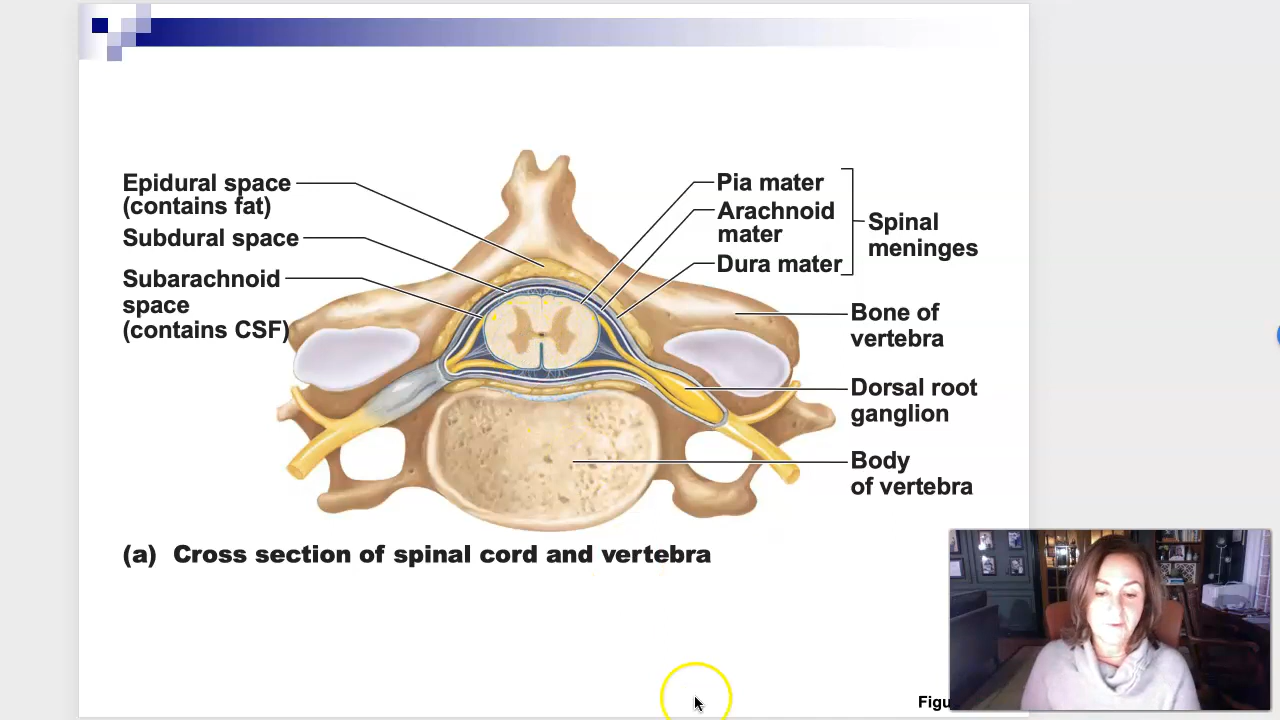 Epidural space
(contains fat)
Subdural space
Subarachnoid
space
(contains CSF)
Pia mater
Arachnoid
mater
Dura mater
Spinal
meninges
Bone of
vertebra
Dorsal root
ganglion
Body
of vertebra
(a) Cross section of spinal cord and vertebra